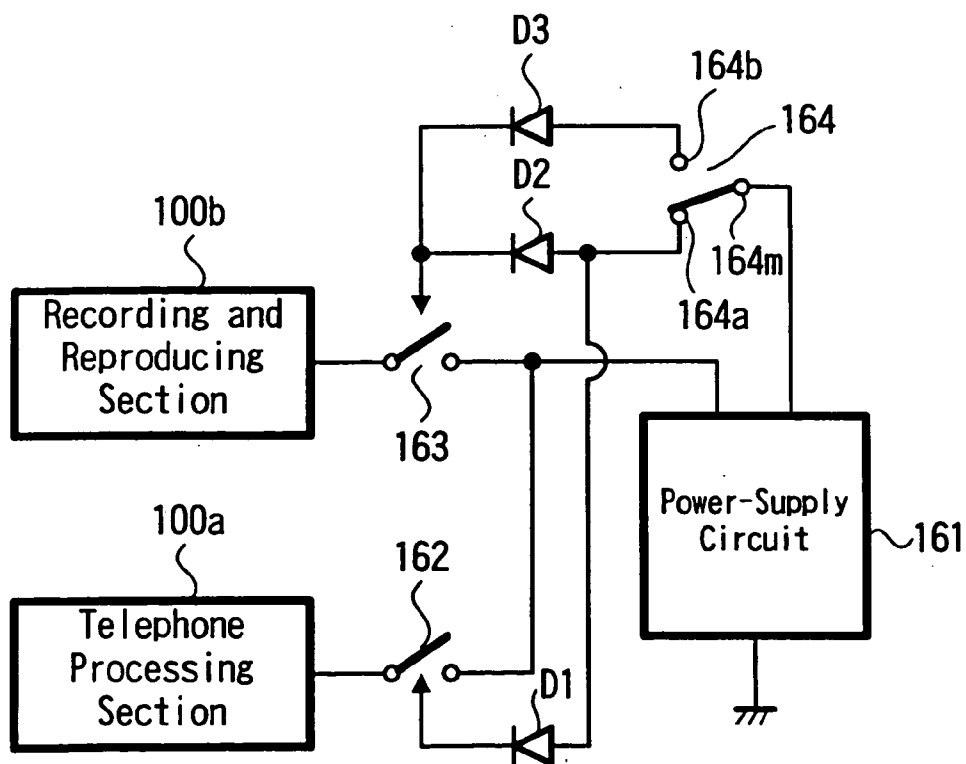 D3
164b
164
D2
100b
164m
164a
Recording and
Reproducing
Section
163
Power-Supply
Circuit
161
100a
162
Telephone
Processing
Section
D1